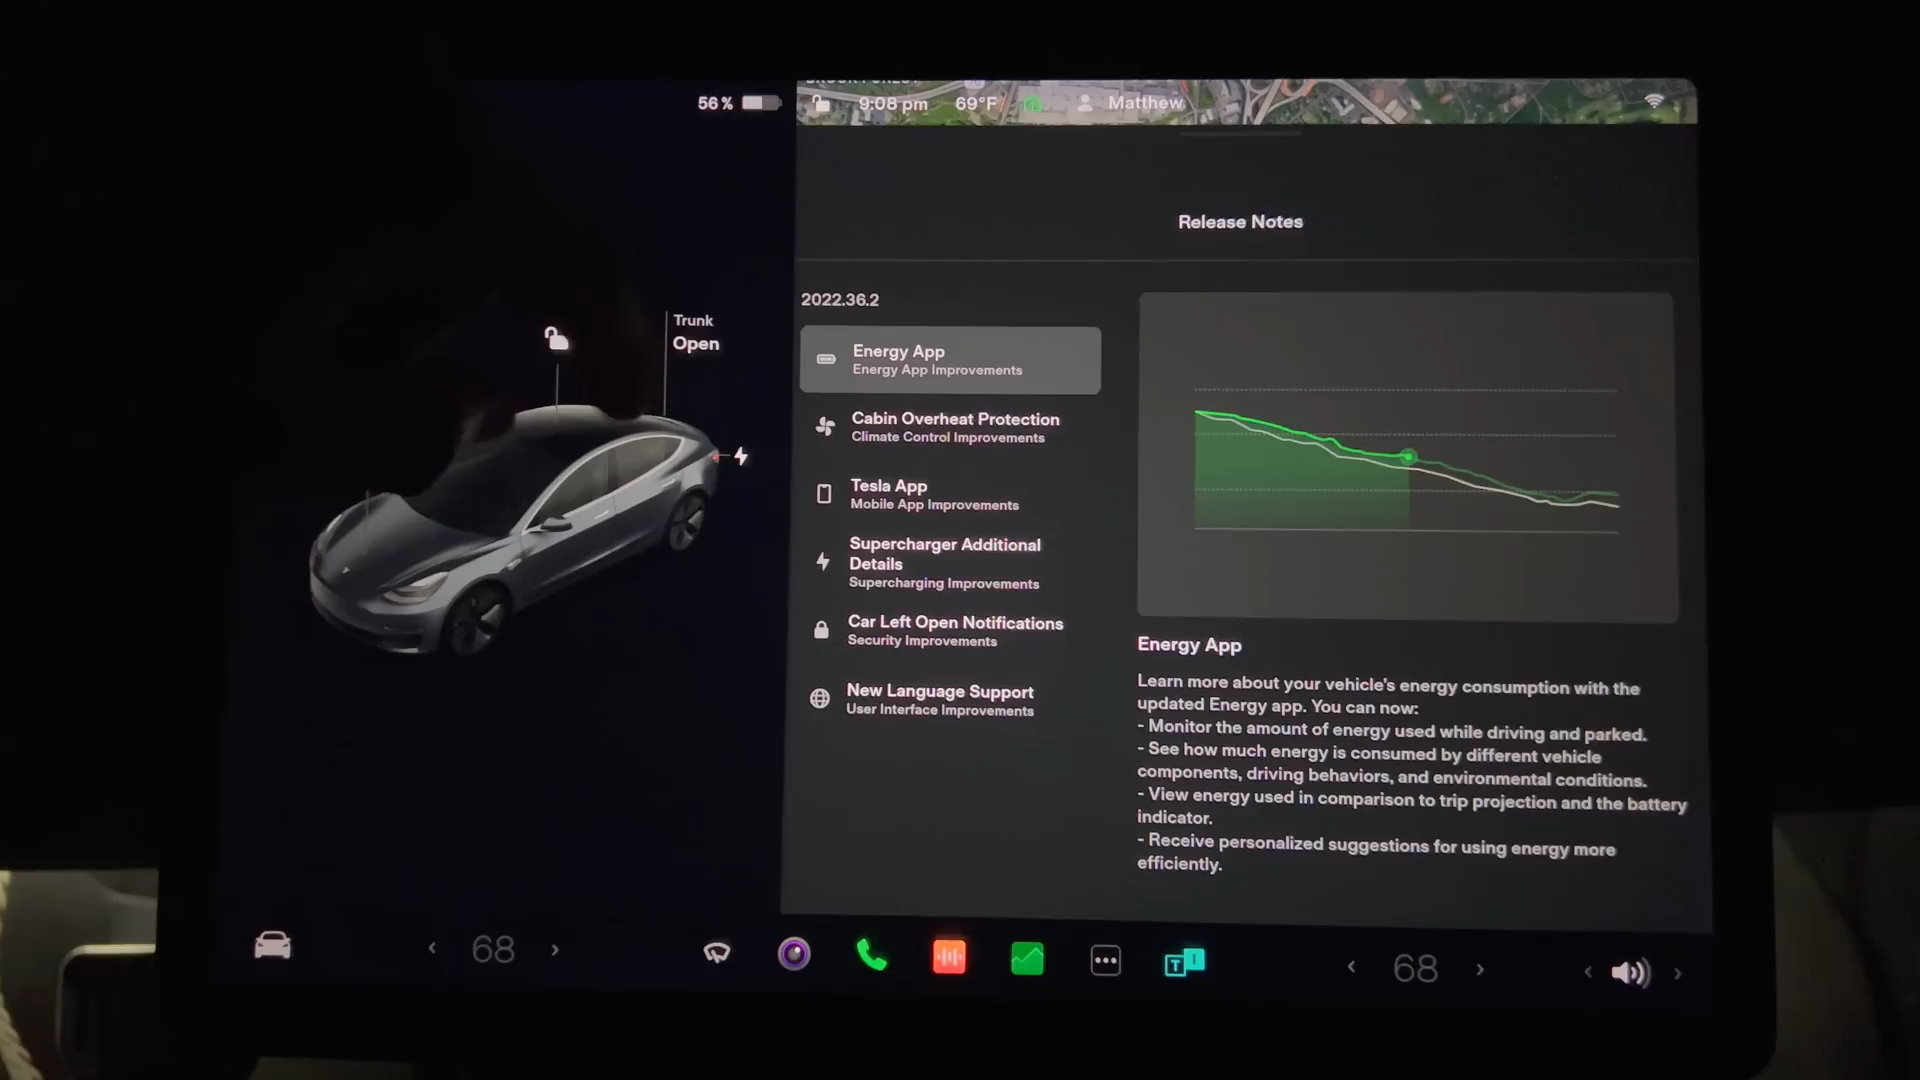 56 %
9:08 pm 69°F Matthew
Release Notes
Trunk
Open
2022.36.2
Energy App
Energy App Improvements
Cabin Overheat Protection
Climate Control Improvements
Tesla App
Mobile App Improvements
Supercharger Additional
Details
Supercharging Improvements
Car Left Open Notifications
Security Improvements
New Language Support
User Interface Improvements
Energy App
Learn more about your vehicle's energy consumption with the
updated Energy app. You can now:
- Monitor the amount of energy used while driving and parked.
- See how much energy is consumed by different vehicle
components, driving behaviors, and environmental conditions.
- View energy used in comparison to trip projection and the battery
indicator.
- Receive personalized suggestions for using energy more
efficiently.
68
T I
68